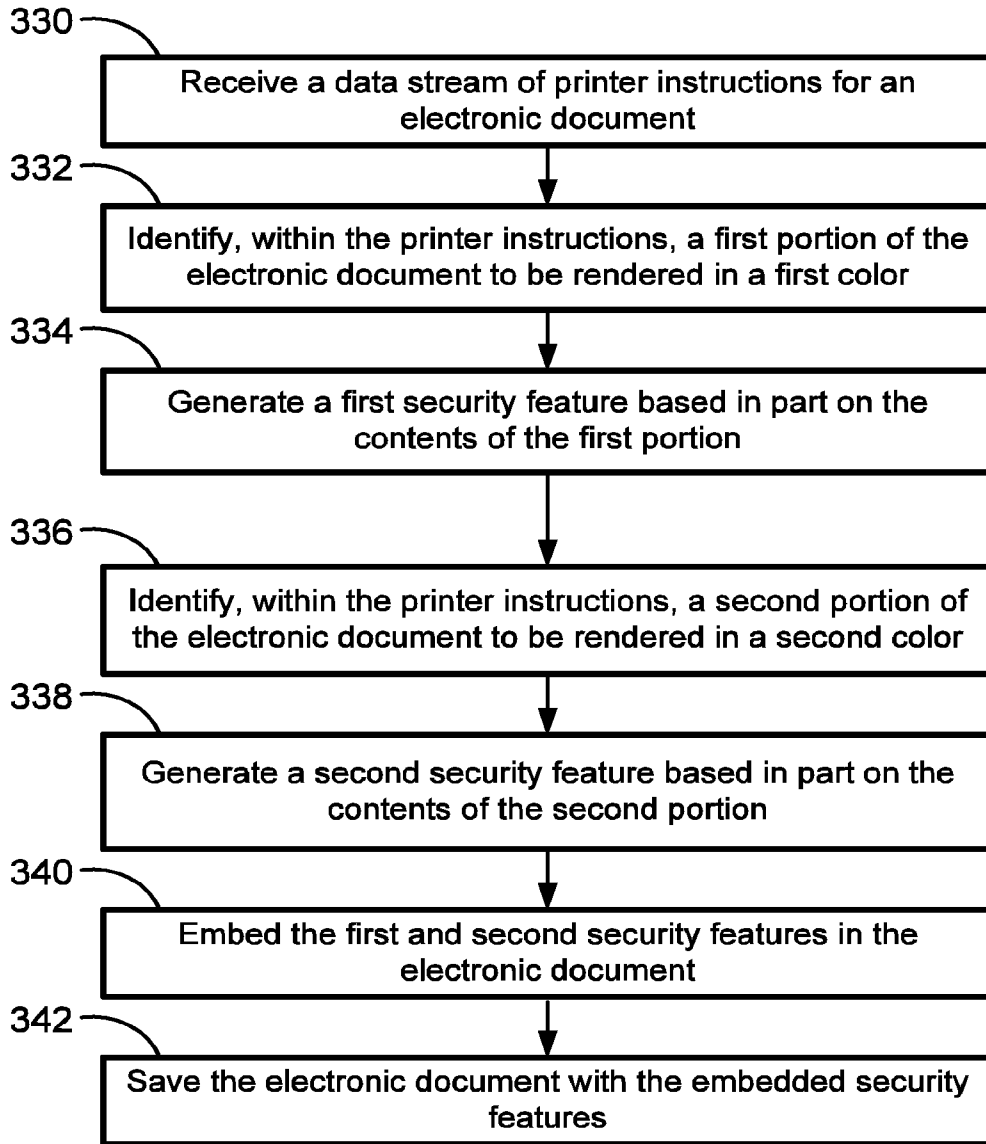 330
Receive a data stream of printer instructions for an
electronic document
332
Identify, within the printer instructions, a first portion of the
electronic document to be rendered in a first color
334
Generate a first security feature based in part on the
contents of the first portion
336
Identify, within the printer instructions, a second portion of
the electronic document to be rendered in a second color
338
Generate a second security feature based in part on the
contents of the second portion
340
Embed the first and second security features in the
electronic document
342
Save the electronic document with the embedded security
features